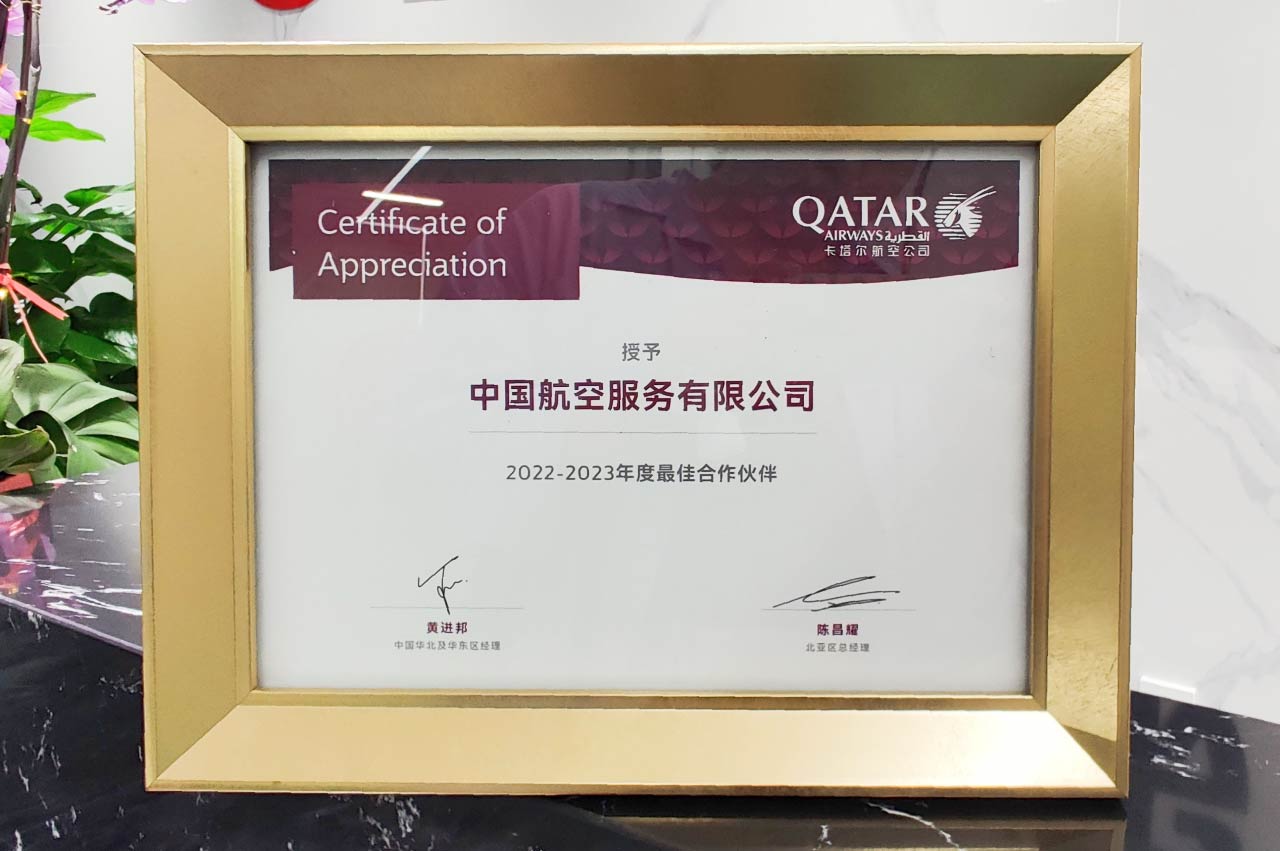 Certificate of
Appreciation
QATAR
AIRWAYS القطرية
卡塔尔航空公司
授予
中国航空服务有限公司
2022-2023年度最佳合作伙伴
黄进邦
中国华北及华东区经理
陈昌耀
北亚区总经理